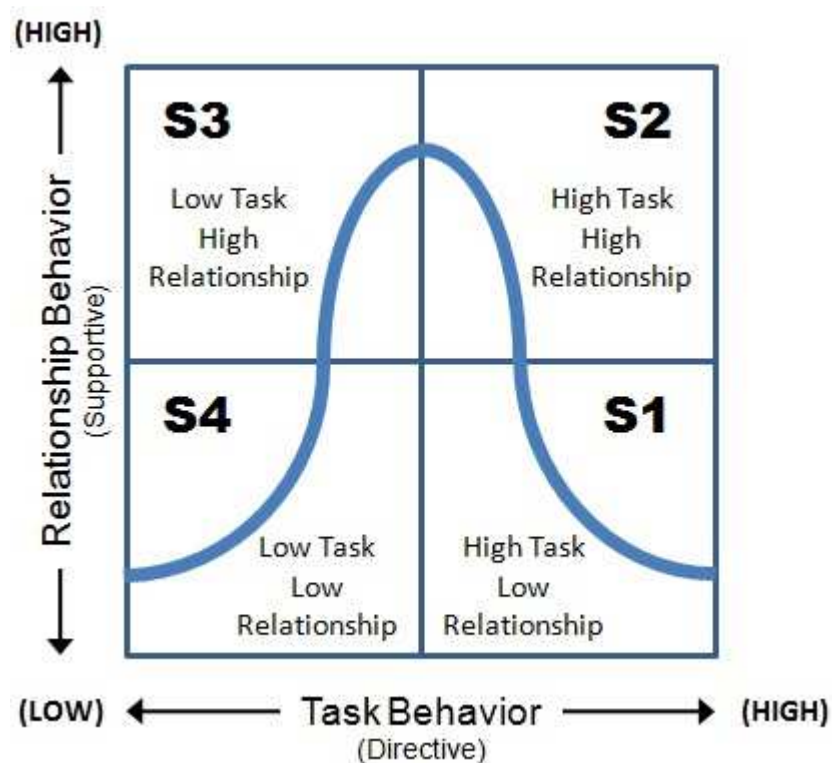 (HIGH)
S3
S2
Low Task
High
Relationship
High Task
High
Relationship
Relationship Behavior
(Supportive)
S4
S1
Low Task
Low
Relationship
High Task
Low
Relationship
(LOW)
Task Behavior
(HIGH)
(Directive)